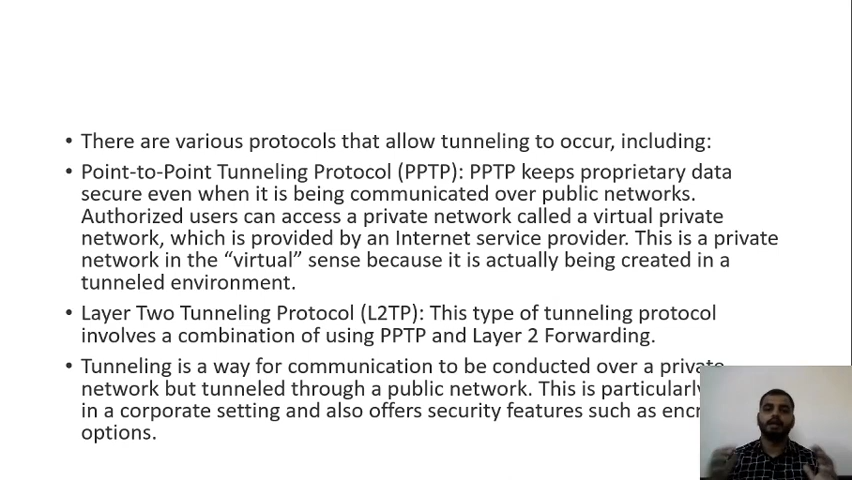 • There are various protocols that allow tunneling to occur, including:
• Point-to-Point Tunneling Protocol (PPTP): PPTP keeps proprietary data
secure even when it is being communicated over public networks.
Authorized users can access a private network called a virtual private
network, which is provided by an Internet service provider. This is a private
network in the “virtual” sense because it is actually being created in a
tunneled environment.
• Layer Two Tunneling Protocol (L2TP): This type of tunneling protocol
involves a combination of using PPTP and Layer 2 Forwarding.
• Tunneling is a way for communication to be conducted over a private
network but tunneled through a public network. This is particularly
in a corporate setting and also offers security features such as encr
options.